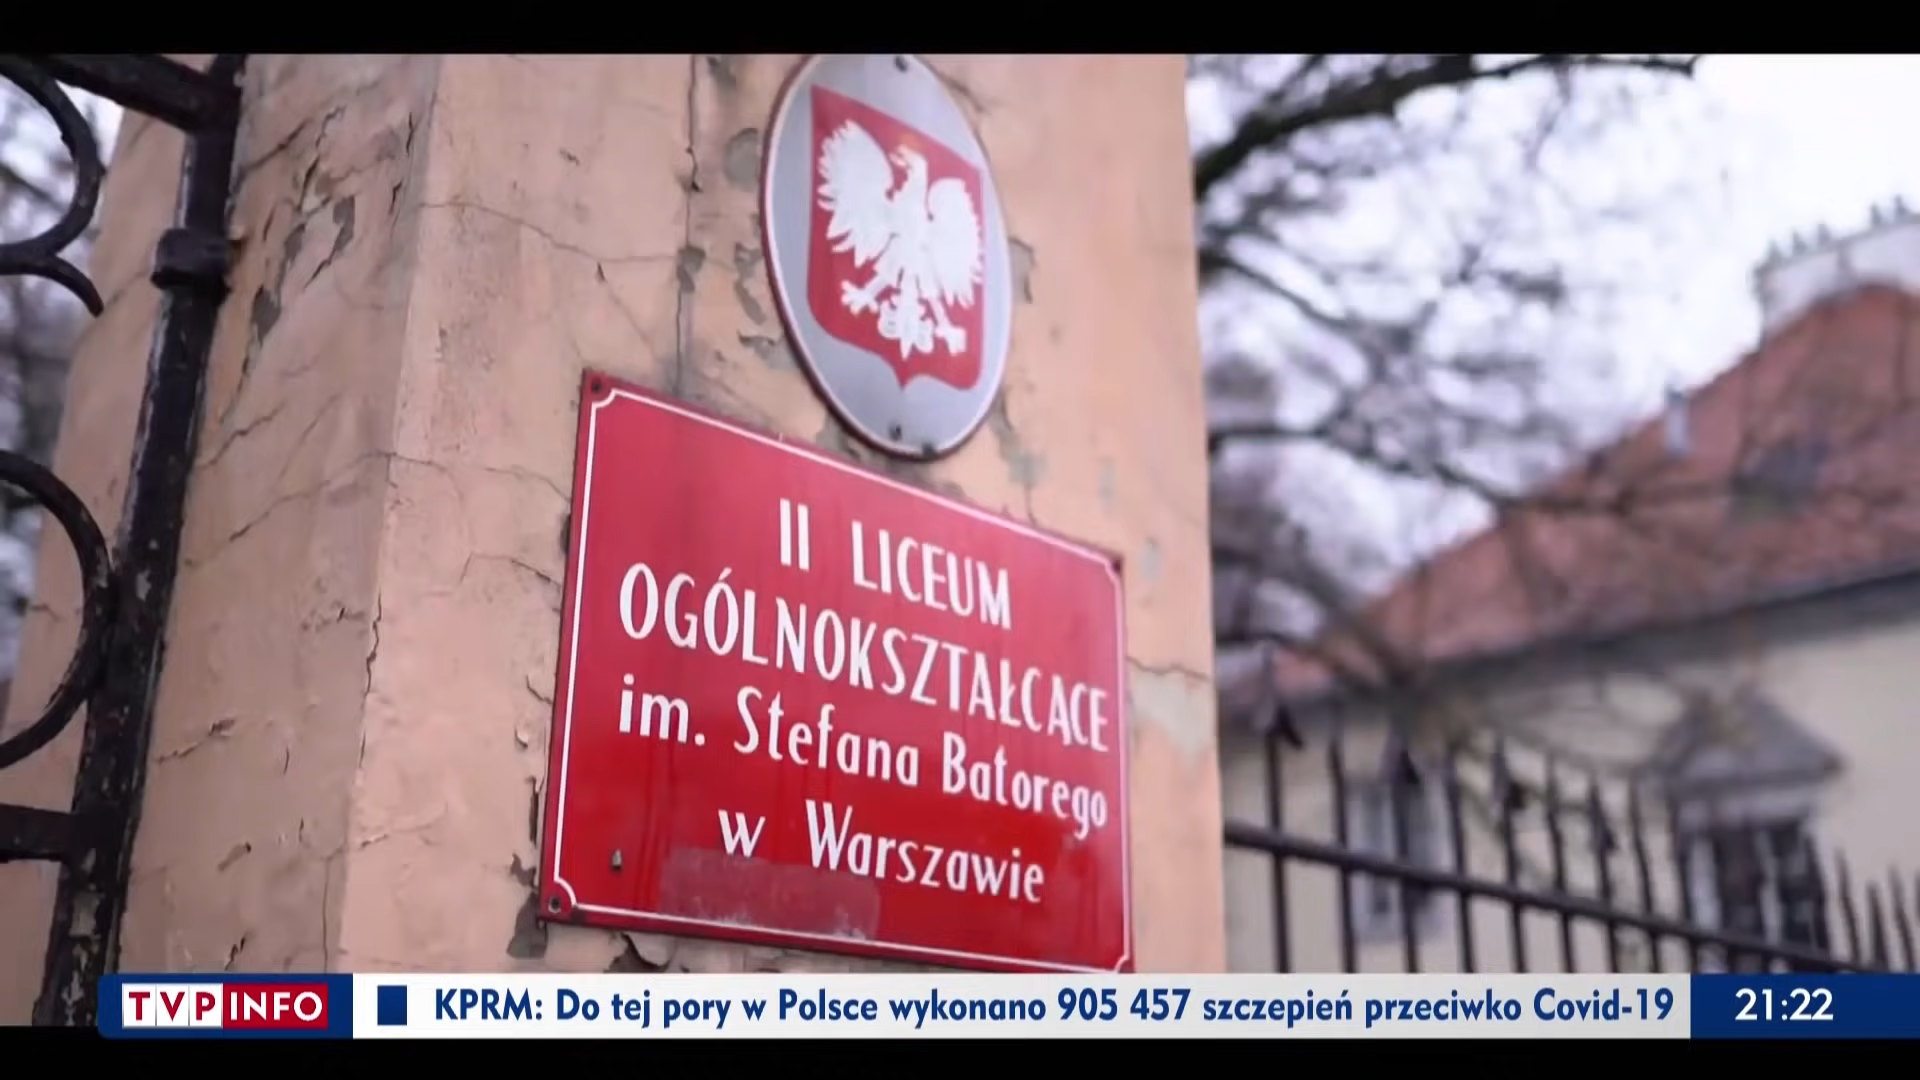 II LICEUM
OGÓLNOKSZTAŁCĄCE
im. Stefana Batorego
w Warszawie
TVP INFO
KPRM: Do tej pory w Polsce wykonano 905 457 szczepień przeciwko Covid-19
21:22